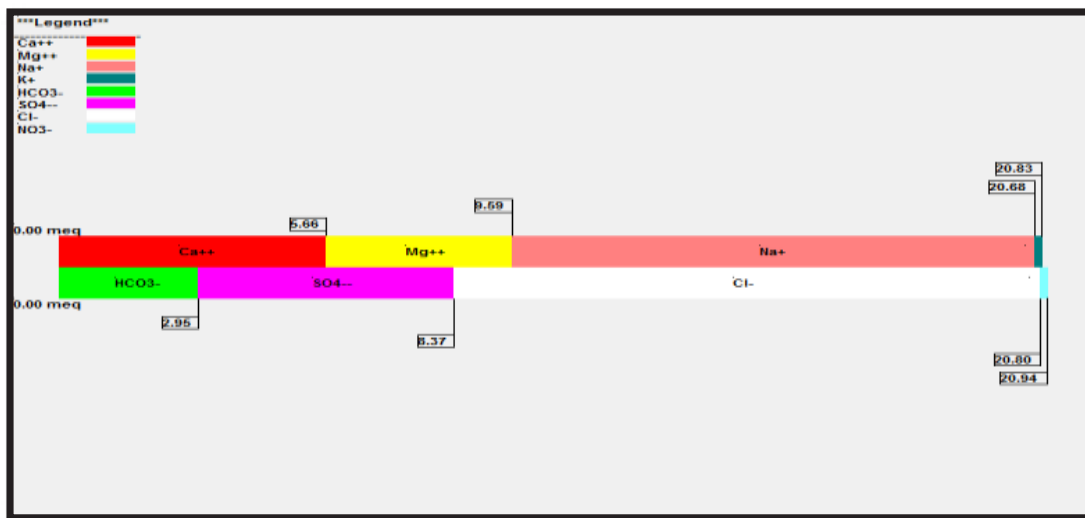 ***Legend***
Ca++
Mg++
Na+
K+
HCO3-
SO4--
Cl-
NO3-
20.83
20.68
9.59
5.66
0.00 meq
Ca++ Mg++ Na+
HCO3- SO4-- Cl-
0.00 meq
2.95
8.37
20.80
20.94